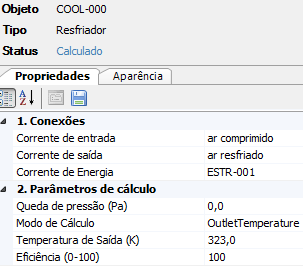 Objeto COOL-000
Tipo Resfriador
Status Calculado
Propriedades Aparência
1. Conexões
Corrente de entrada ar comprimido
Corrente de saída ar resfriado
Corrente de Energia ESTR-001
2. Parâmetros de cálculo
Queda de pressão (Pa) 0,0
Modo de Cálculo OutletTemperature
Temperatura de Saída (K) 323,0
Eficiência (0-100) 100